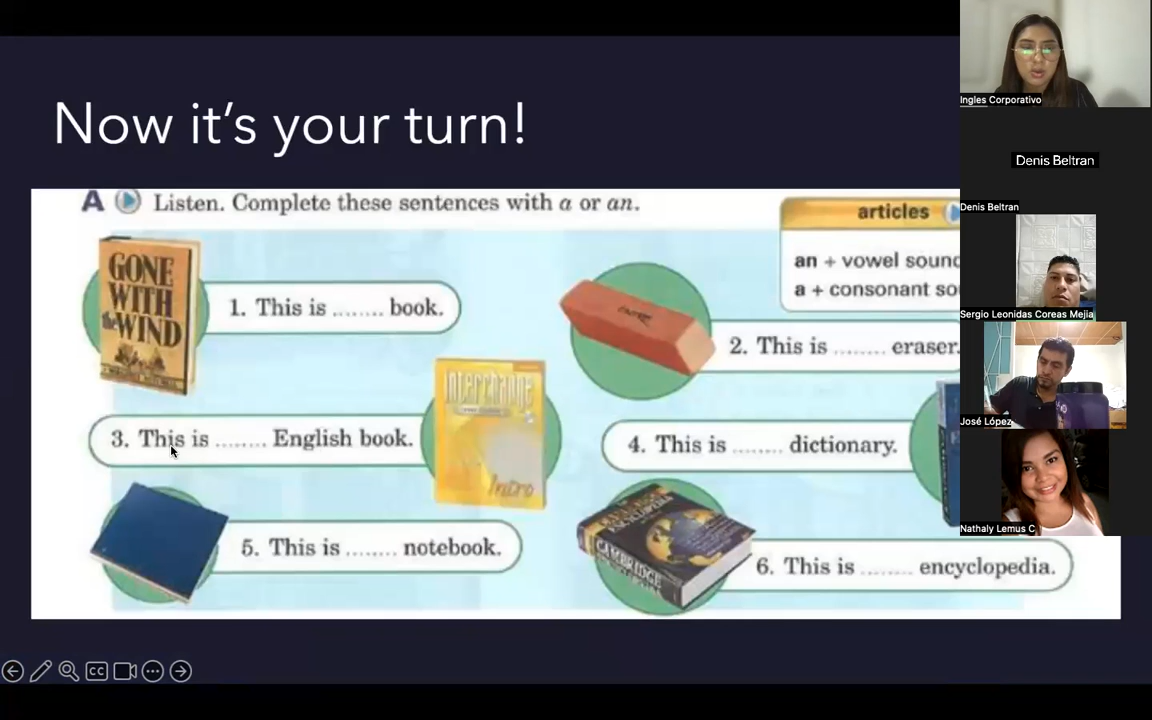 Now it's your turn!
A Listen. Complete these sentences with a or an.
articles
an + vowel sound
a + consonant so
GONE
WITH
the WIND
1. This is ........ book.
2. This is ........ eraser.
Interchange
Intro
3. This is ........ English book.
4. This is ........ dictionary.
5. This is ........ notebook.
ENCYCLOPEDIA
CAMBRIDGE
6. This is ........ encyclopedia.
CC
Ingles Corporativo
Denis Beltran
Denis Beltran
Sergio Leonidas Coreas Mejia
José López
Nathaly Lemus C